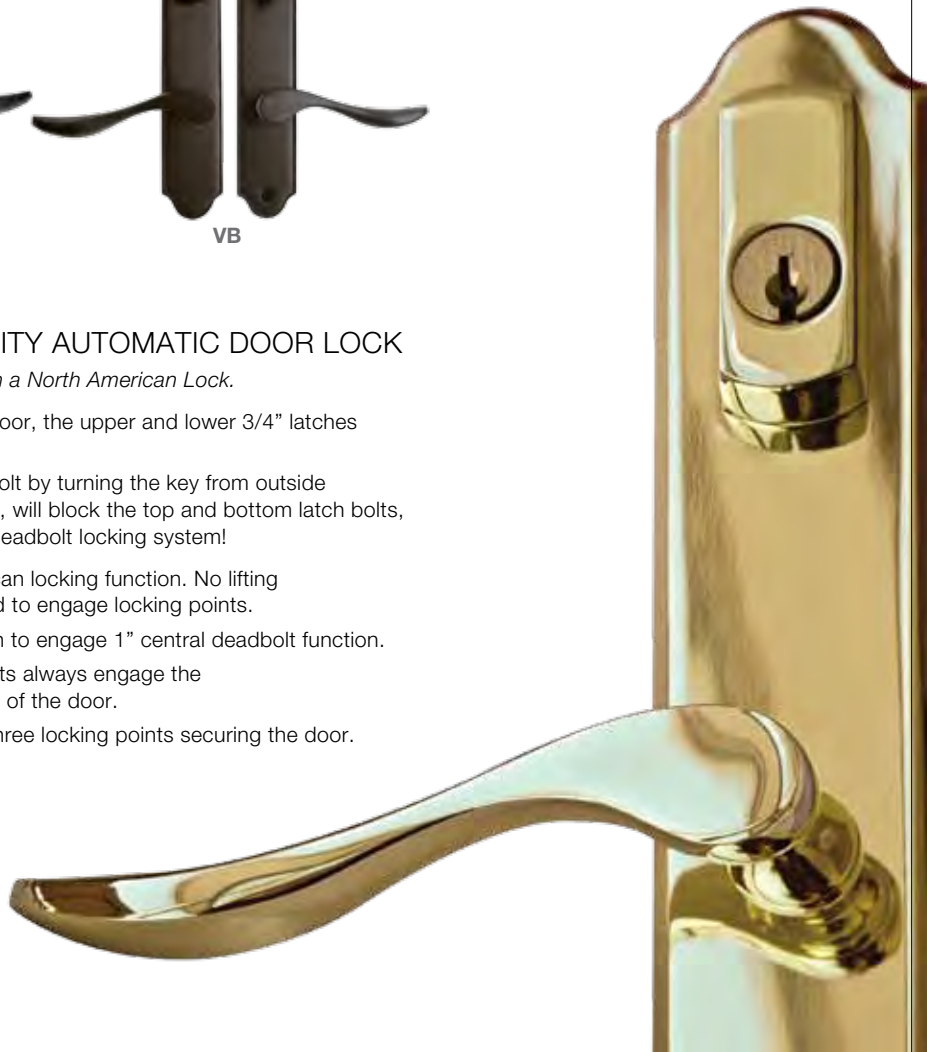 VB
ITY AUTOMATIC DOOR LOCK
a North American Lock.
oor, the upper and lower 3/4” latches
olt by turning the key from outside
, will block the top and bottom latch bolts,
eadbolt locking system!
an locking function. No lifting
d to engage locking points.
n to engage 1” central deadbolt function.
ts always engage the
of the door.
hree locking points securing the door.